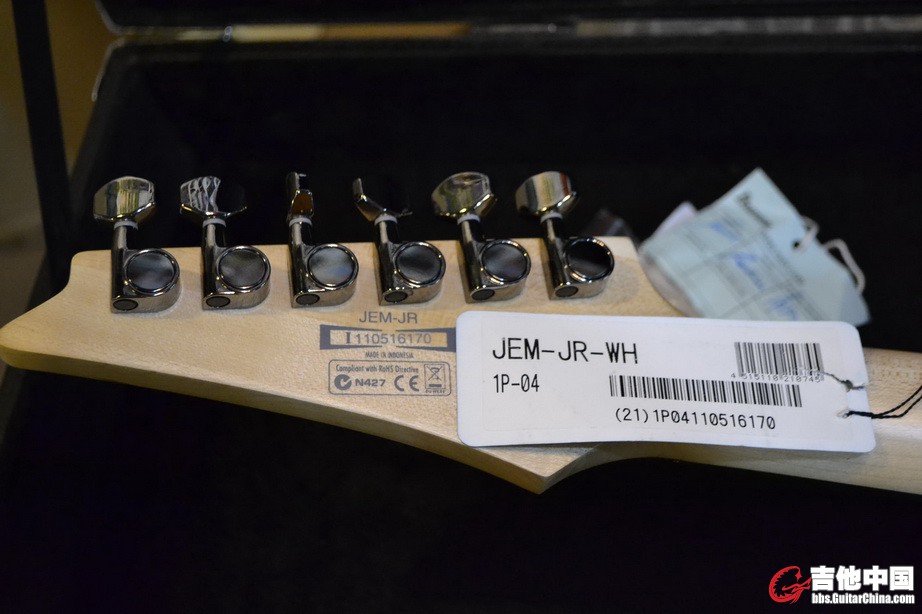 JEM-JR
I110516170
MADE IN INDONESIA
Compliant with RoHS Directive
N427 CE
JEM-JR-WH
1P-04
(21)1P04110516170
吉他中国
bbs.GuitarChina.com